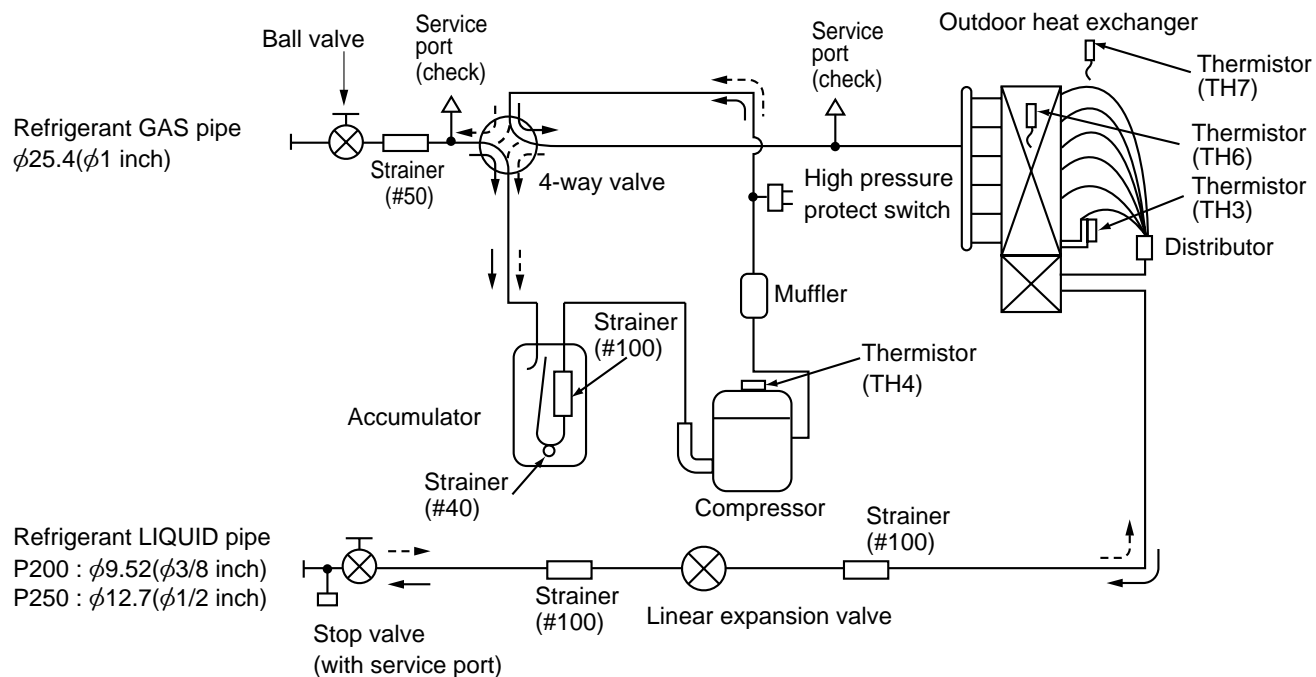 Ball valve
Service
port
(check)
Service
port
(check)
Outdoor heat exchanger
Thermistor
(TH7)
Refrigerant GAS pipe
ϕ25.4(ϕ1 inch)
Strainer
(#50)
4-way valve
High pressure
protect switch
Thermistor
(TH6)
Thermistor
(TH3)
Distributor
Muffler
Strainer
(#100)
Thermistor
(TH4)
Accumulator
Strainer
(#40)
Compressor
Strainer
(#100)
Refrigerant LIQUID pipe
P200 : ϕ9.52(ϕ3/8 inch)
P250 : ϕ12.7(ϕ1/2 inch)
Strainer
(#100)
Linear expansion valve
Stop valve
(with service port)